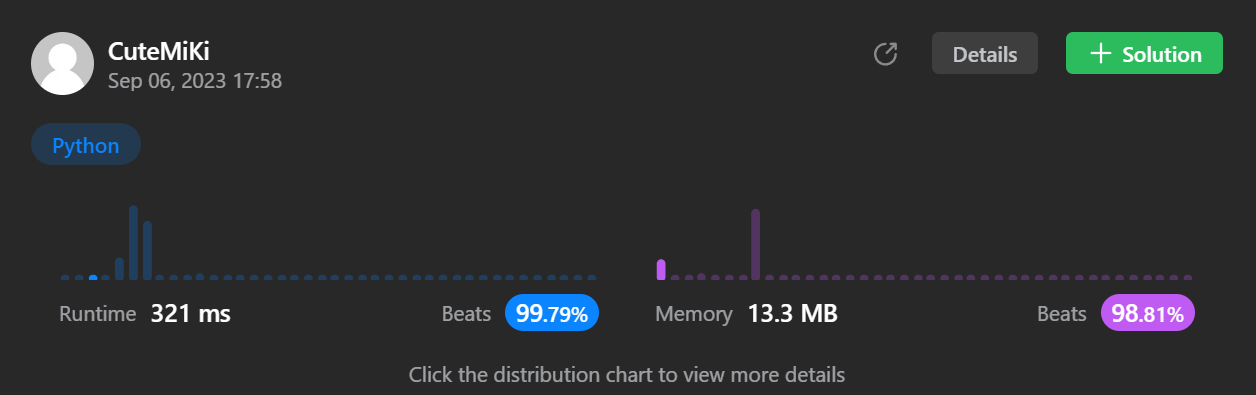 CuteMiKi
Sep 06, 2023 17:58
Details
+ Solution
Python
Runtime 321 ms Beats 99.79%
Memory 13.3 MB Beats 98.81%
Click the distribution chart to view more details